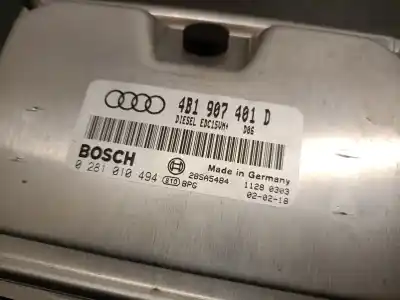 4B1 907 401 D
DIESEL EDC15VM+ D06
BOSCH
Made in Germany
0 281 010 494 BPG 28SA5484 1128 0303
02-02-18